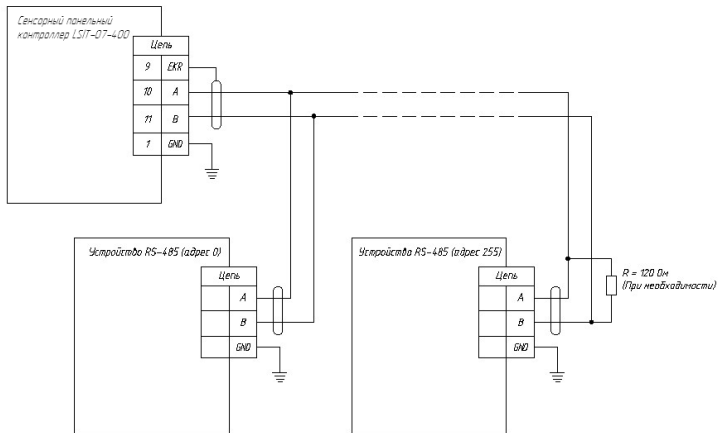 Сенсорный панельный
контроллер LSIT-07-400
Цепь
9 EKR
10 A
11 B
1 GND
Устройство RS-485 (адрес 0)
Цепь
A
B
GND
Устройство RS-485 (адрес 255)
Цепь
A
B
GND
R = 120 Ом
(При необходимости)